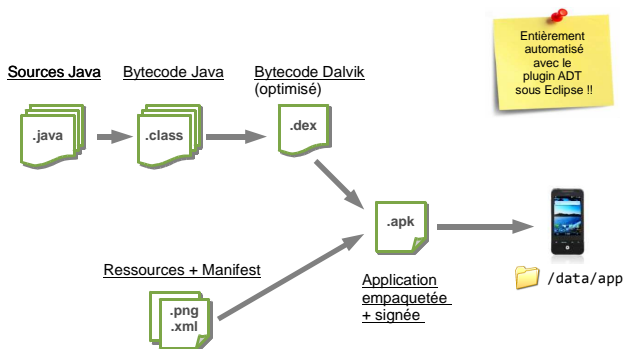 Entièrement
automatisé
avec le
plugin ADT
sous Eclipse !!
Sources Java
Bytecode Java
Bytecode Dalvik
(optimisé)
.java
.class
.dex
.apk
Ressources + Manifest
.png
.xml
Application
empaquetée
+ signée
/data/app